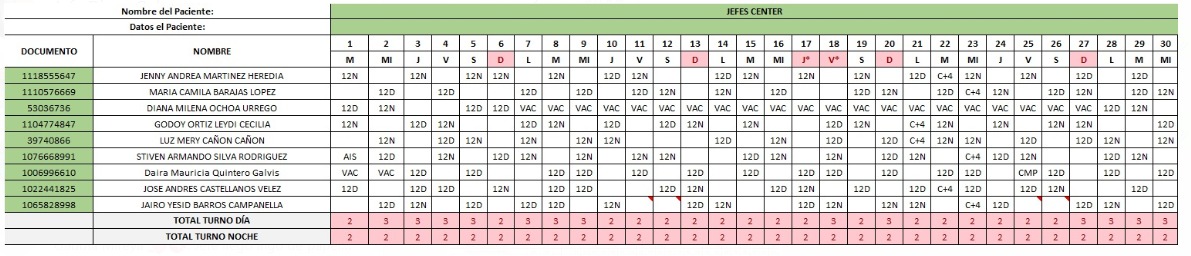 Nombre del Paciente: JEFES CENTER
Datos el Paciente:
DOCUMENTO NOMBRE 1 2 3 4 5 6 7 8 9 10 11 12 13 14 15 16 17 18 19 20 21 22 23 24 25 26 27 28 29 30
M MI J V S D L M MI J V S D L M MI J* V* S D L M MI J V S D L M MI
1118555647 JENNY ANDREA MARTINEZ HEREDIA 12N 12N 12N 12N 12N 12N 12D 12N 12D 12N 12N 12D 12N 12D C+4 12N 12N 12N 12D 12D
1110576669 MARIA CAMILA BARAJAS LOPEZ 12D 12D 12D 12D 12D 12N 12N 12D 12D 12N 12N 12D C+4 12N 12D 12N 12D 12D 12N
53036736 DIANA MILENA OCHOA URREGO 12D 12N 12D 12D VAC VAC VAC VAC VAC VAC VAC VAC VAC VAC VAC VAC VAC VAC VAC VAC VAC VAC VAC VAC VAC 12D 12N
1104774847 GODOY ORTIZ LEYDI CECILIA 12N 12D 12N 12D 12N 12D 12N 12N 12D 12N C+4 12N 12N 12N 12N 12D
39740866 LUZ MERY CAÑON CAÑON 12N 12D 12N 12N 12D 12N 12D 12N 12D 12N C+4 12N 12N 12D 12D 12N 12N
1076668991 STIVEN ARMANDO SILVA RODRIGUEZ AIS 12D 12N 12D 12N 12N 12N 12N 12D 12N 12D 12N 12N C+4 12D 12N 12D 12N
1006996610 Daira Mauricia Quintero Galvis VAC VAC 12D 12D 12D 12D 12D 12D 12D 12D 12D 12D 12D 12D 12D CMP 12D 12D 12D
1022441825 JOSE ANDRES CASTELLANOS VELEZ 12D 12D 12D 12N 12D 12D 12D 12N 12D 12N 12D 12D 12D C+4 12D 12D 12N 12D
1065828998 JAIRO YESID BARROS CAMPANELLA 12D 12N 12N 12D 12D 12N 12D 12N 12D 12N 12N C+4 12D 12D 12N 12D
TOTAL TURNO DÍA 2 3 3 3 3 2 3 3 3 2 2 2 2 2 2 2 2 3 2 3 2 2 2 2 2 2 3 3 3 3
TOTAL TURNO NOCHE 2 2 2 2 2 2 2 2 2 2 2 2 2 2 2 2 2 2 2 2 2 2 2 2 2 2 2 2 2 2